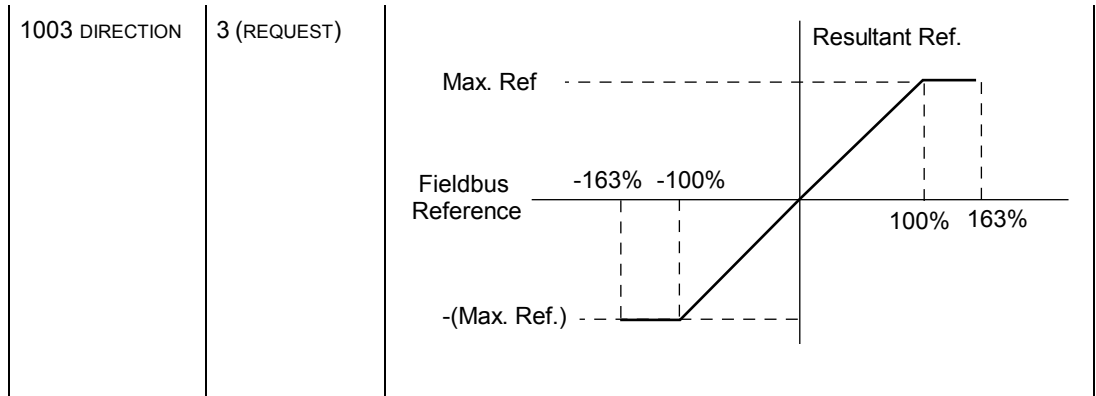 1003 DIRECTION
3 (REQUEST)
Resultant Ref.
Max. Ref
-163% -100%
Fieldbus
Reference
100% 163%
-(Max. Ref.)